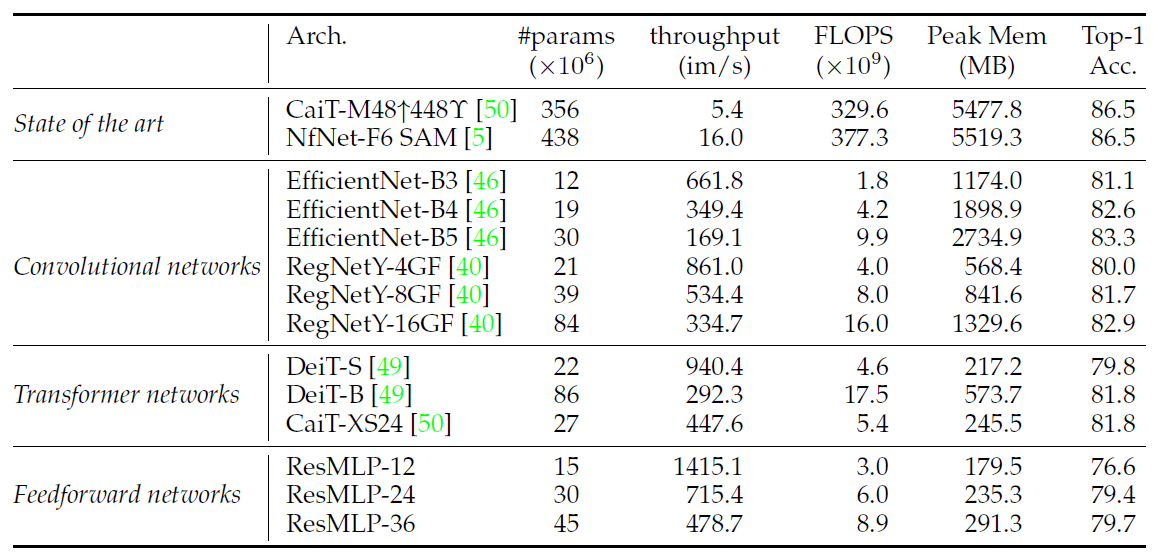 Arch. #params throughput FLOPS Peak Mem Top-1
(×10⁶) (im/s) (×10⁹) (MB) Acc.
State of the art
CaiT-M48↑448ϒ [50] 356 5.4 329.6 5477.8 86.5
NfNet-F6 SAM [5] 438 16.0 377.3 5519.3 86.5
Convolutional networks
EfficientNet-B3 [46] 12 661.8 1.8 1174.0 81.1
EfficientNet-B4 [46] 19 349.4 4.2 1898.9 82.6
EfficientNet-B5 [46] 30 169.1 9.9 2734.9 83.3
RegNetY-4GF [40] 21 861.0 4.0 568.4 80.0
RegNetY-8GF [40] 39 534.4 8.0 841.6 81.7
RegNetY-16GF [40] 84 334.7 16.0 1329.6 82.9
Transformer networks
DeiT-S [49] 22 940.4 4.6 217.2 79.8
DeiT-B [49] 86 292.3 17.5 573.7 81.8
CaiT-XS24 [50] 27 447.6 5.4 245.5 81.8
Feedforward networks
ResMLP-12 15 1415.1 3.0 179.5 76.6
ResMLP-24 30 715.4 6.0 235.3 79.4
ResMLP-36 45 478.7 8.9 291.3 79.7